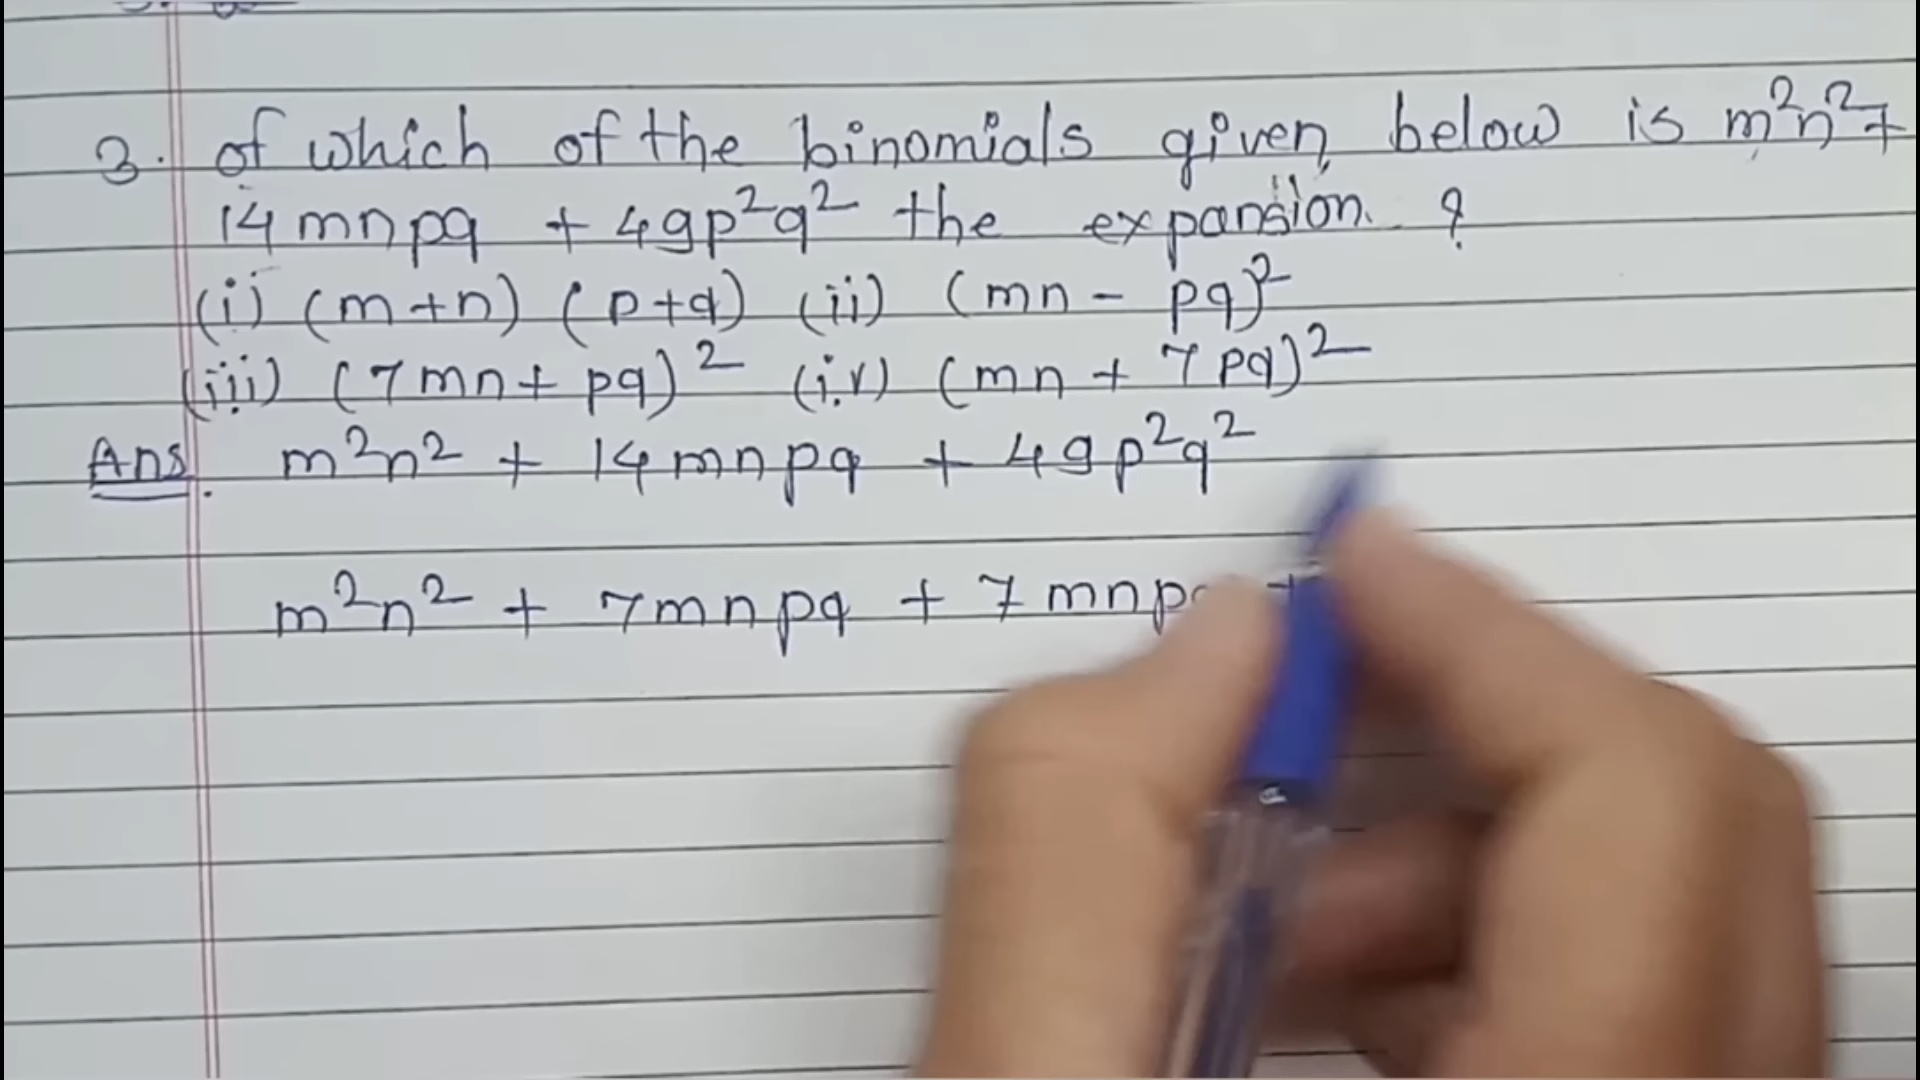 3. of which of the binomials given below is m²n²+
14mnpq + 49p²q² the expansion ?
(i) (m+n) (p+q) (ii) (mn - pq)²
(iii) (7mn + pq)² (iv) (mn + 7pq)²
Ans. m²n² + 14mnpq + 49p²q²
m²n² + 7mnpq + 7mnpq +